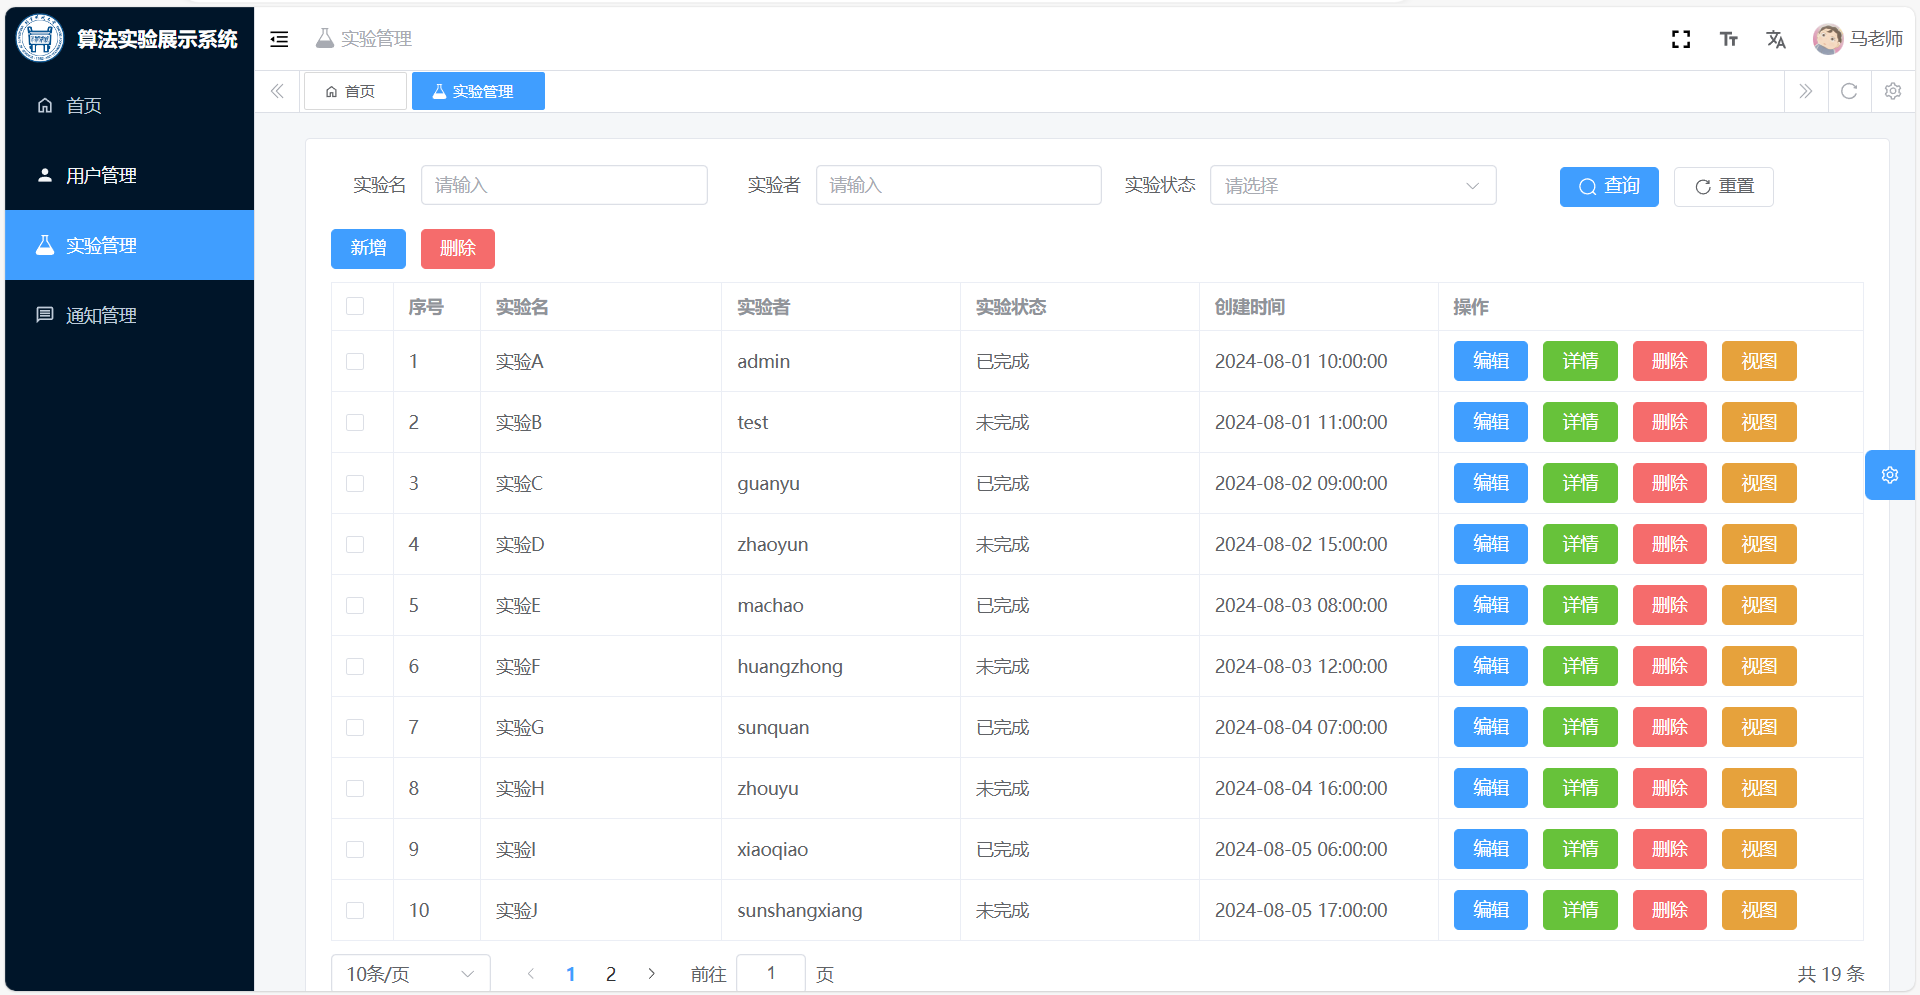 算法实验展示系统
实验管理
马老师
首页
用户管理
实验管理
通知管理
首页 实验管理
实验名 请输入 实验者 请输入 实验状态 请选择 查询 重置
新增 删除
序号 实验名 实验者 实验状态 创建时间 操作
1 实验A admin 已完成 2024-08-01 10:00:00 编辑 详情 删除 视图
2 实验B test 未完成 2024-08-01 11:00:00 编辑 详情 删除 视图
3 实验C guanyu 已完成 2024-08-02 09:00:00 编辑 详情 删除 视图
4 实验D zhaoyun 未完成 2024-08-02 15:00:00 编辑 详情 删除 视图
5 实验E machao 已完成 2024-08-03 08:00:00 编辑 详情 删除 视图
6 实验F huangzhong 未完成 2024-08-03 12:00:00 编辑 详情 删除 视图
7 实验G sunquan 已完成 2024-08-04 07:00:00 编辑 详情 删除 视图
8 实验H zhouyu 未完成 2024-08-04 16:00:00 编辑 详情 删除 视图
9 实验I xiaoqiao 已完成 2024-08-05 06:00:00 编辑 详情 删除 视图
10 实验J sunshangxiang 未完成 2024-08-05 17:00:00 编辑 详情 删除 视图
10条/页 1 2 前往 1 页 共 19 条